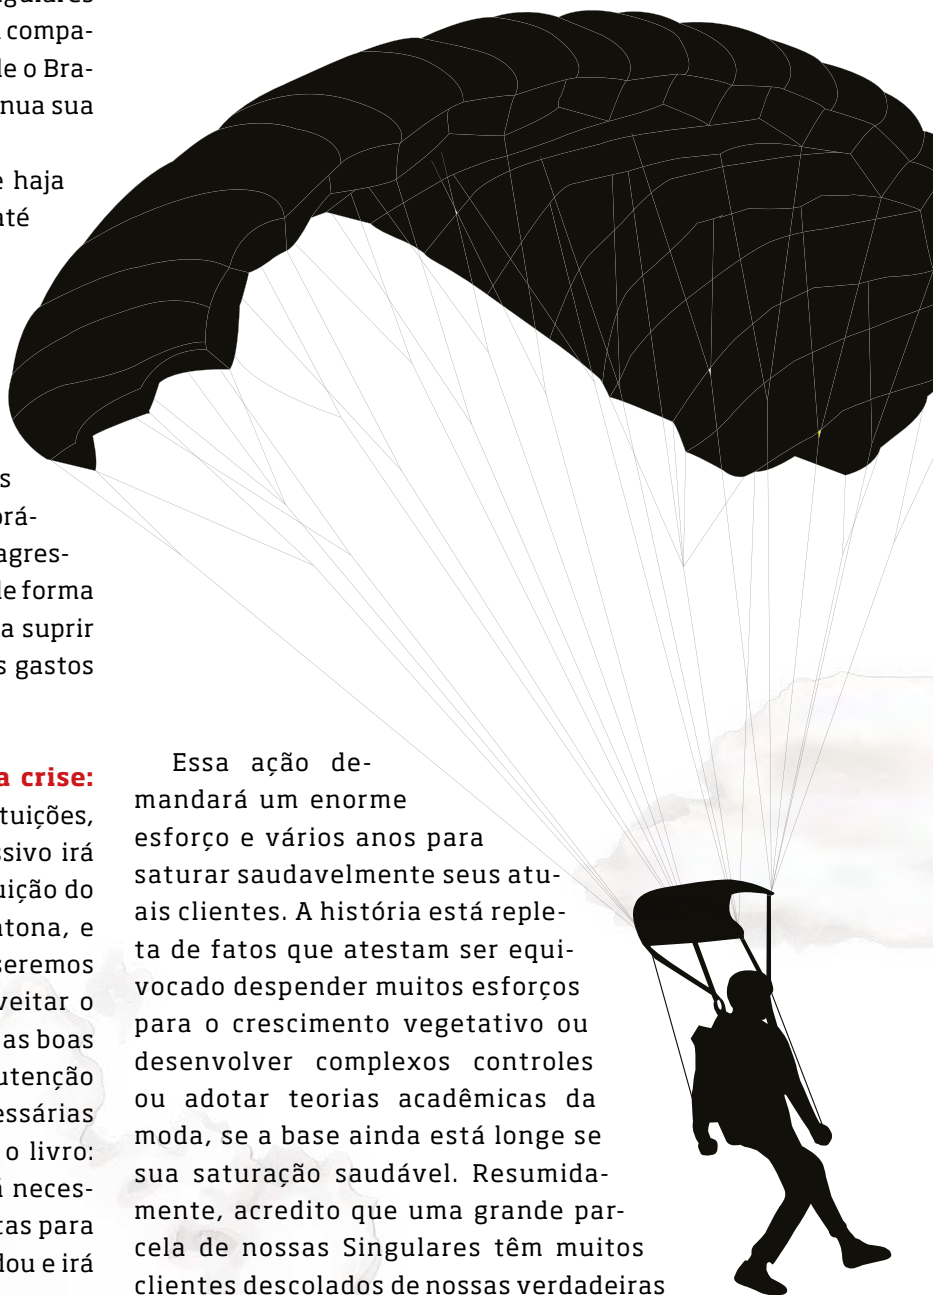 compa-
e o Bra-
nua sua
haja
até
s
orá-
agres-
de forma
a suprir
s gastos
a crise:
tuições,
ssivo irá
uição do
atona, e
seremos
veitar o
as boas
utenção
essárias
o livro:
á neces-
tas para
dou e irá
Essa ação de-
mandará um enorme
esforço e vários anos para
saturar saudavelmente seus atu-
ais clientes. A história está reple-
ta de fatos que atestam ser equi-
vocado despender muitos esforços
para o crescimento vegetativo ou
desenvolver complexos controles
ou adotar teorias acadêmicas da
moda, se a base ainda está longe se
sua saturação saudável. Resumida-
mente, acredito que uma grande par-
cela de nossas Singulares têm muitos
clientes descolados de nossas verdadeiras